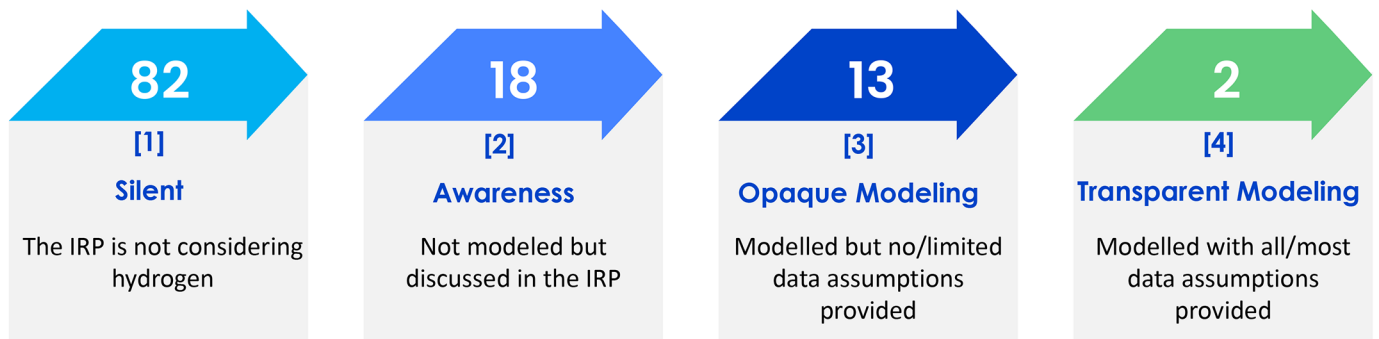 82
[1]
Silent
The IRP is not considering
hydrogen
18
[2]
Awareness
Not modeled but
discussed in the IRP
13
[3]
Opaque Modeling
Modelled but no/limited
data assumptions
provided
2
[4]
Transparent Modeling
Modelled with all/most
data assumptions
provided